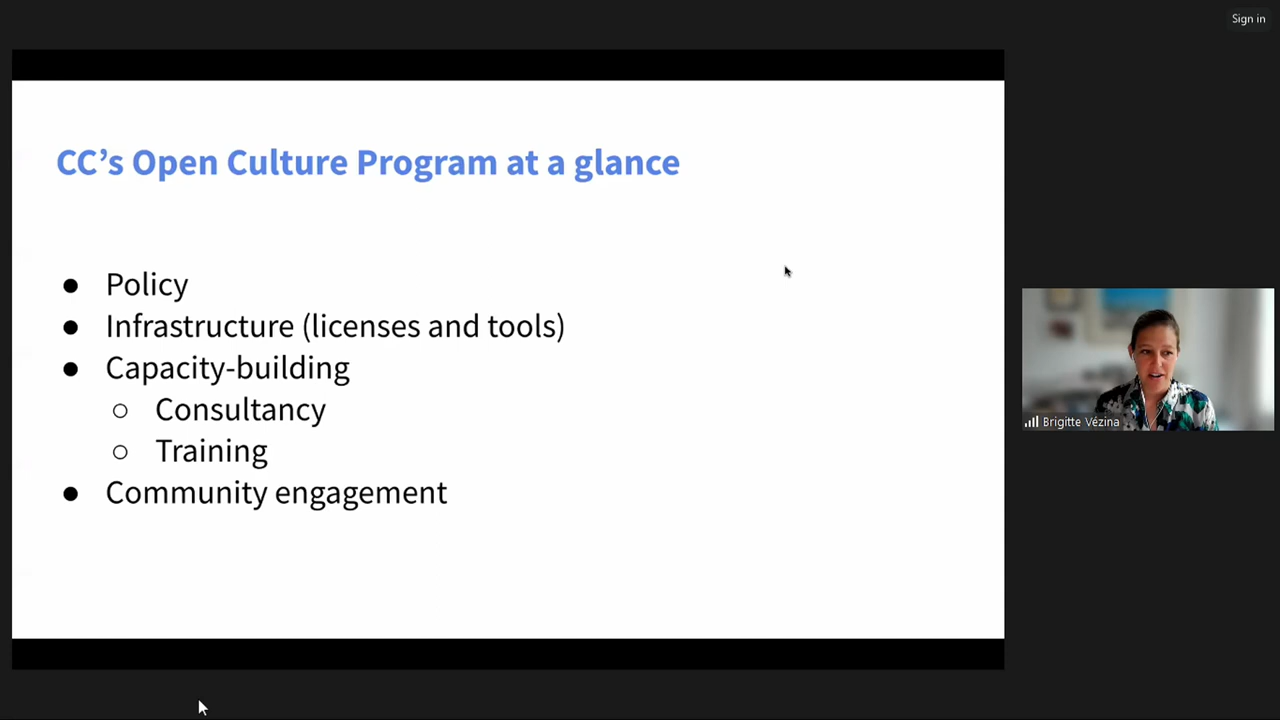 Sign in
CC’s Open Culture Program at a glance
● Policy
● Infrastructure (licenses and tools)
● Capacity-building
○ Consultancy
○ Training
● Community engagement
Brigitte Vézina